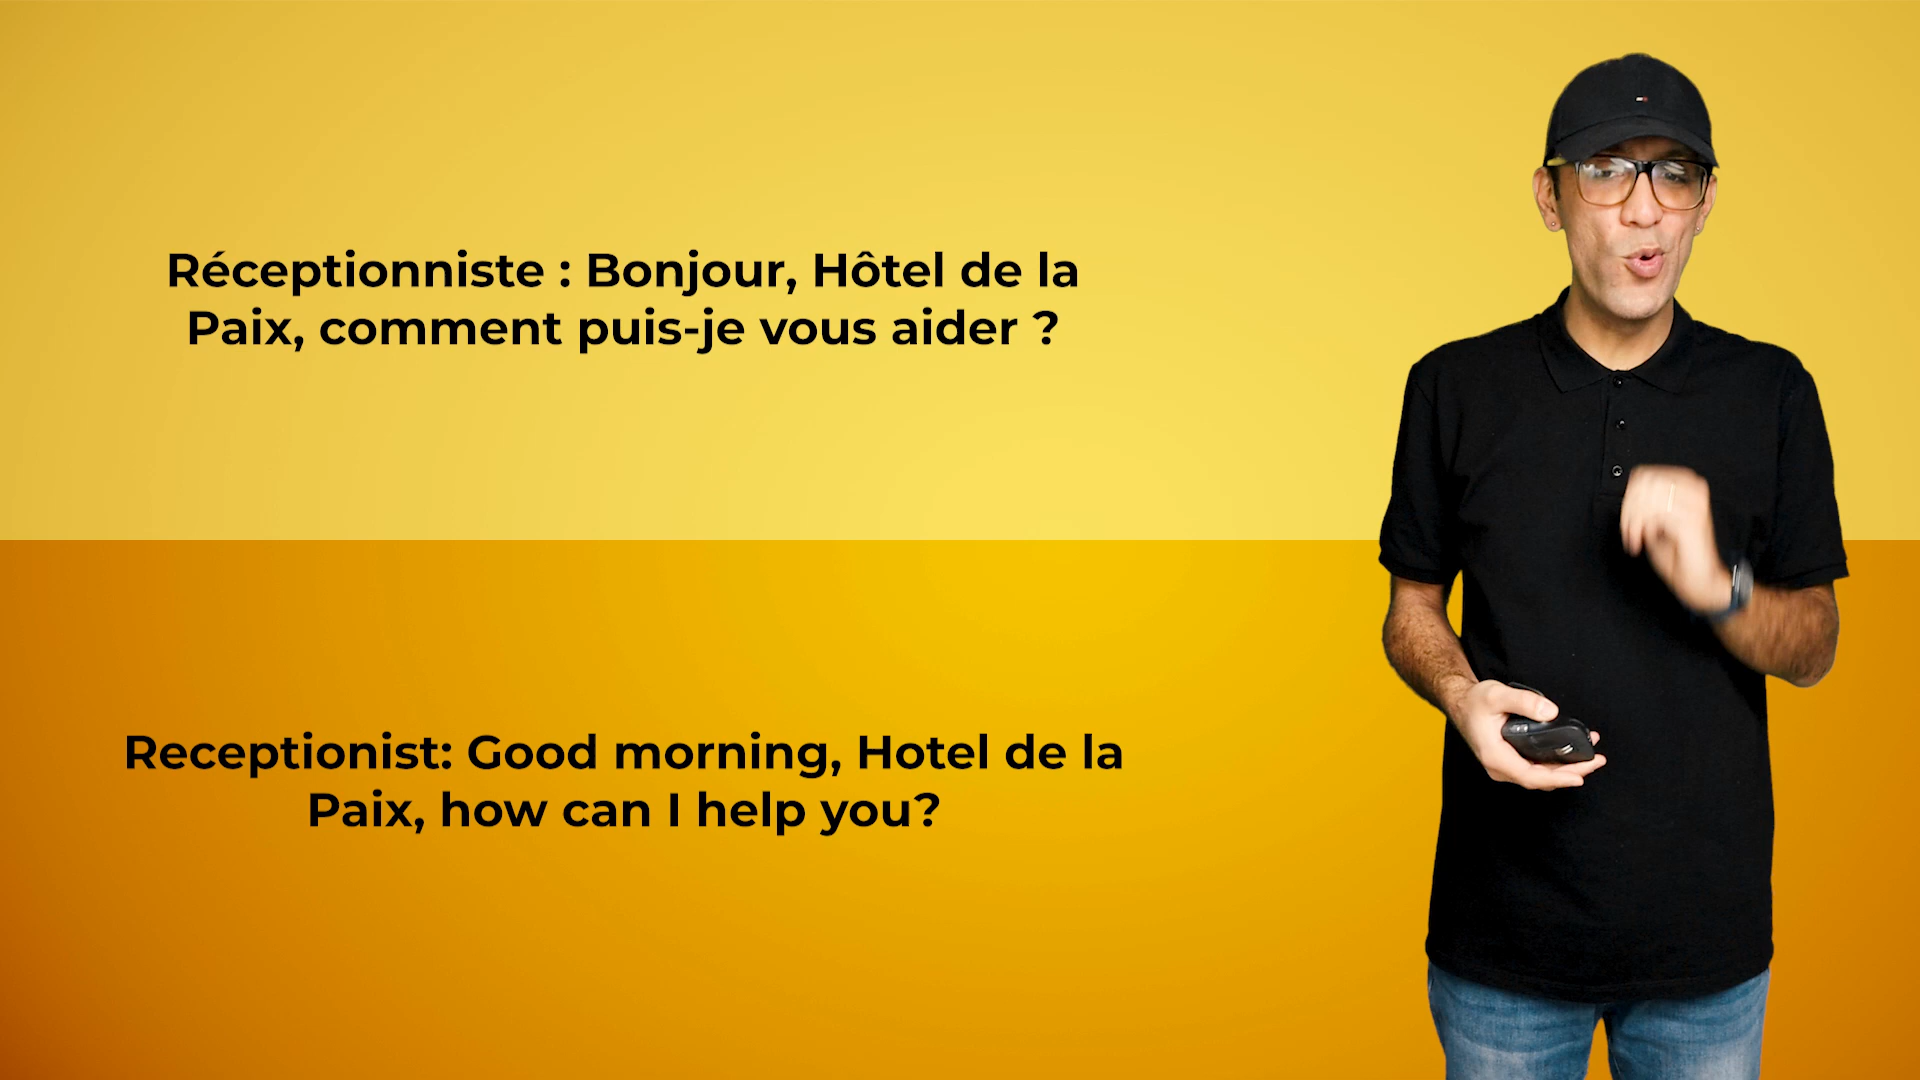 Réceptionniste : Bonjour, Hôtel de la
Paix, comment puis-je vous aider ?
Receptionist: Good morning, Hotel de la
Paix, how can I help you?